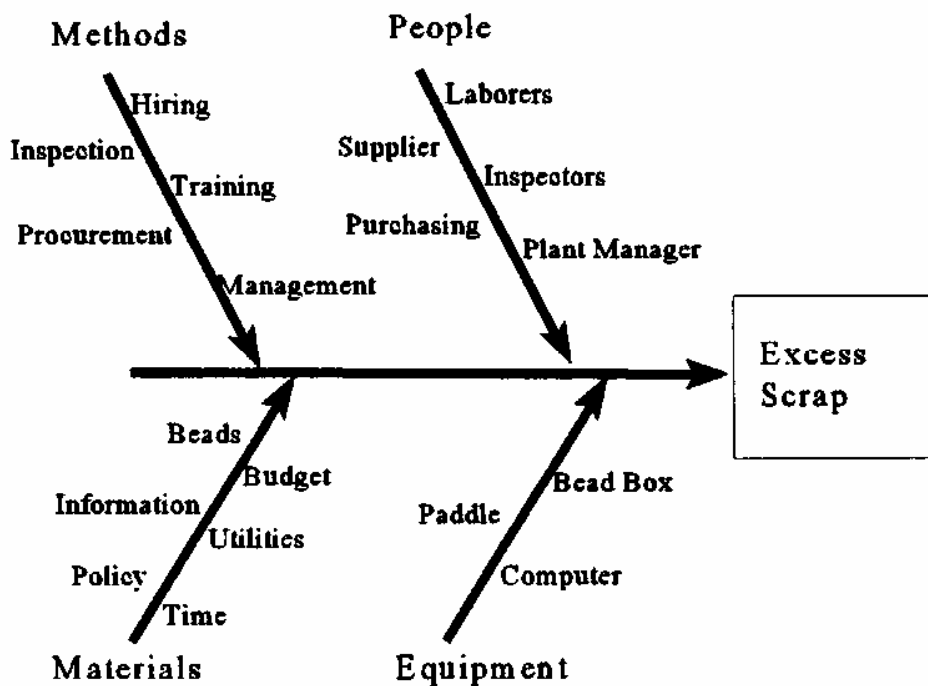 Methods
People
Hiring
Laborers
Inspection
Supplier
Training
Inspectors
Procurement
Purchasing
Plant Manager
Management
Excess
Scrap
Beads
Budget
Bead Box
Information
Paddle
Utilities
Policy
Computer
Time
Materials
Equipment